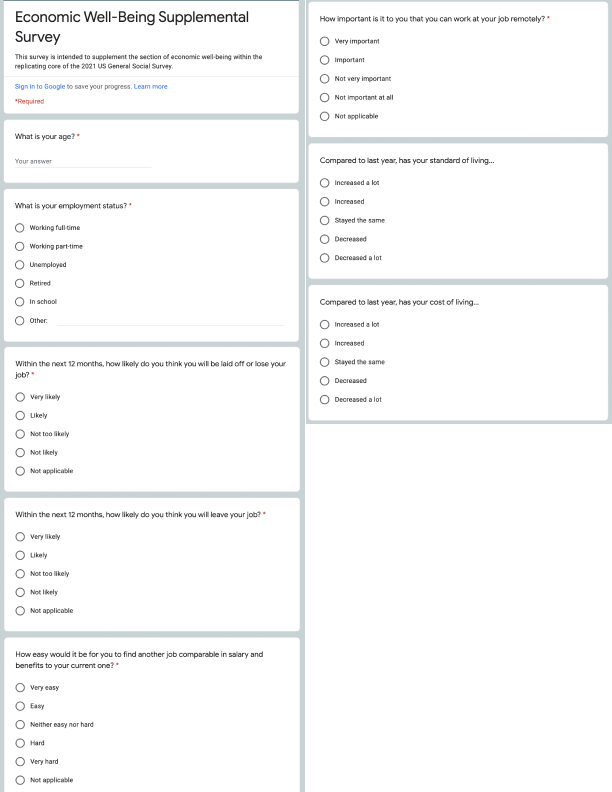 Economic Well-Being Supplemental
Survey
This survey is intended to supplement the section of economic well-being within the
replicating core of the 2021 US General Social Survey.
Sign in to Google to save your progress. Learn more
*Required
What is your age? *
Your answer
What is your employment status? *
Working full-time
Working part-time
Unemployed
Retired
In school
Other:
Within the next 12 months, how likely do you think you will be laid off or lose your
job? *
Very likely
Likely
Not too likely
Not likely
Not applicable
Within the next 12 months, how likely do you think you will leave your job? *
Very likely
Likely
Not too likely
Not likely
Not applicable
How easy would it be for you to find another job comparable in salary and
benefits to your current one? *
Very easy
Easy
Neither easy nor hard
Hard
Very hard
Not applicable
How important is it to you that you can work at your job remotely? *
Very important
Important
Not very important
Not important at all
Not applicable
Compared to last year, has your standard of living...
Increased a lot
Increased
Stayed the same
Decreased
Decreased a lot
Compared to last year, has your cost of living...
Increased a lot
Increased
Stayed the same
Decreased
Decreased a lot